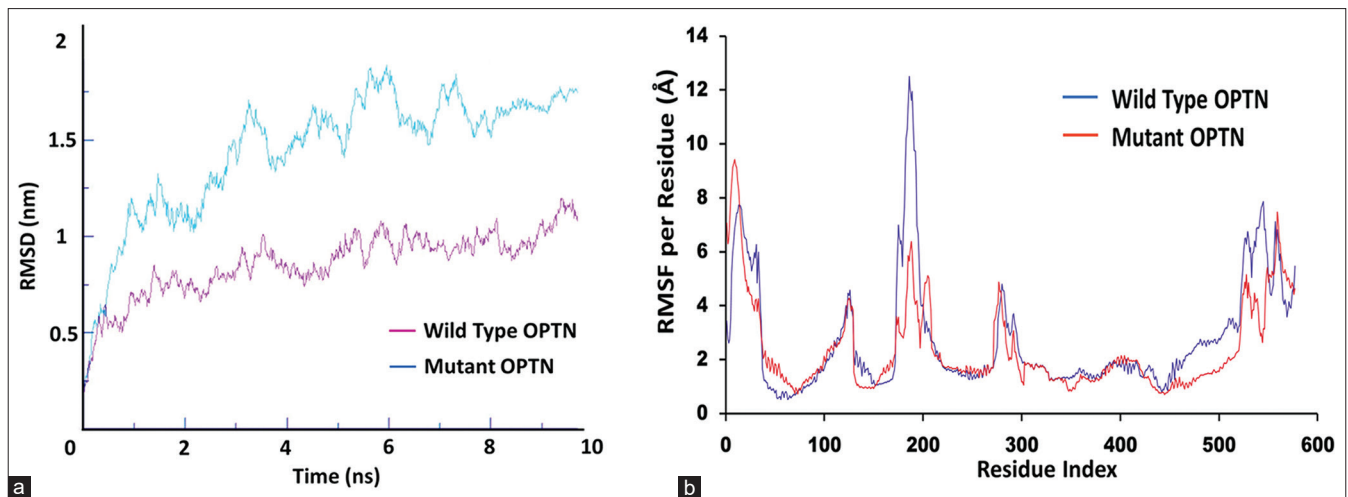 2
1.5
1
0.5
0
2
4
6
8
10
RMSD (nm)
Time (ns)
Wild Type OPTN
Mutant OPTN
a
14
12
10
8
6
4
2
0
0
100
200
300
400
500
600
RMSF per Residue (Å)
Residue Index
Wild Type OPTN
Mutant OPTN
b